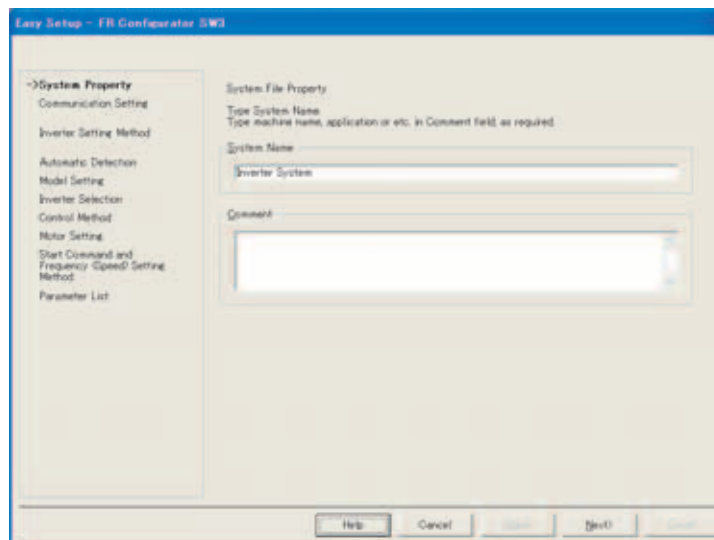 Easy Setup - FR Configurator SW3
->System Property
Communication Setting
Inverter Setting Method
Automatic Detection
Model Setting
Inverter Selection
Control Method
Motor Setting
Start Command and
Frequency (Speed) Setting
Method
Parameter List
System File Property
Type System Name.
Type machine name, application or etc. in Comment field, as required.
System Name
Inverter System
Comment
Help
Cancel
Next)